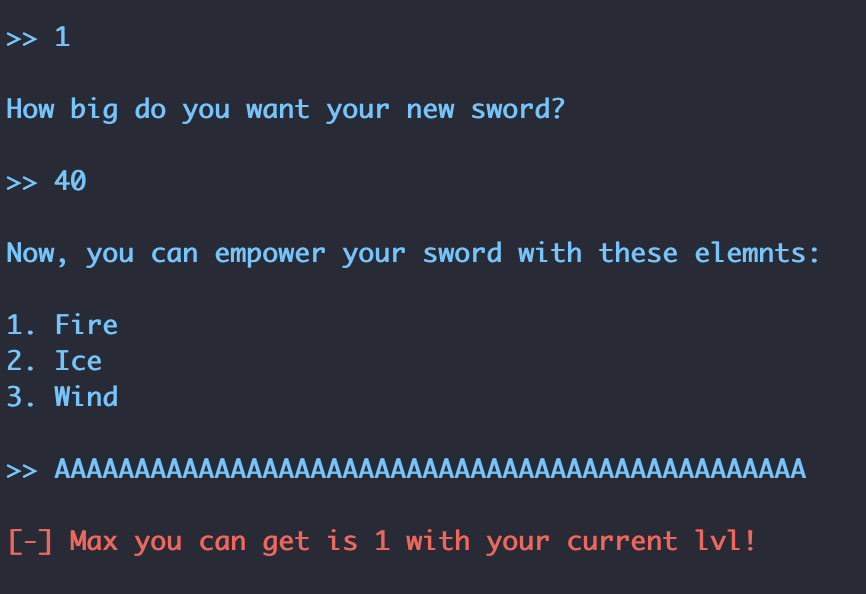 >> 1
How big do you want your new sword?
>> 40
Now, you can empower your sword with these elemnts:
1. Fire
2. Ice
3. Wind
>> AAAAAAAAAAAAAAAAAAAAAAAAAAAAAAAAAAAAAAAAAAAAAAA
[-] Max you can get is 1 with your current lvl!